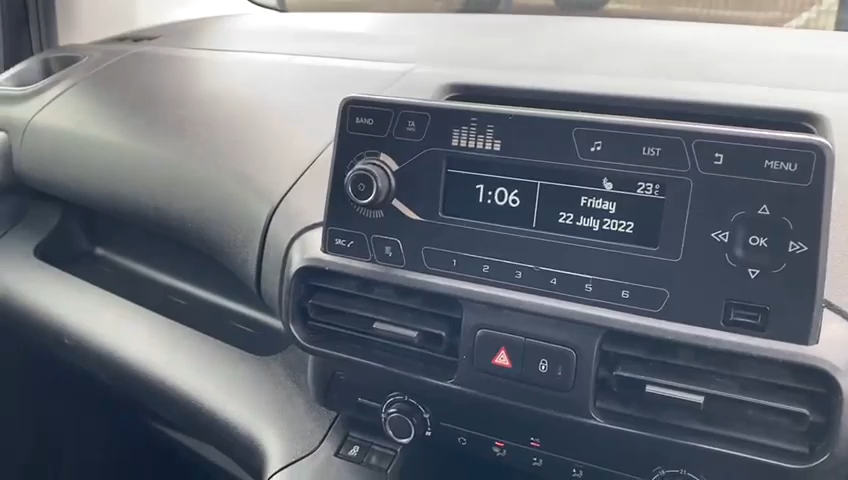 BAND
TA
LIST
MENU
23°C
1:06
Friday
22 July 2022
OK
SRC
1 2 3 4 5 6